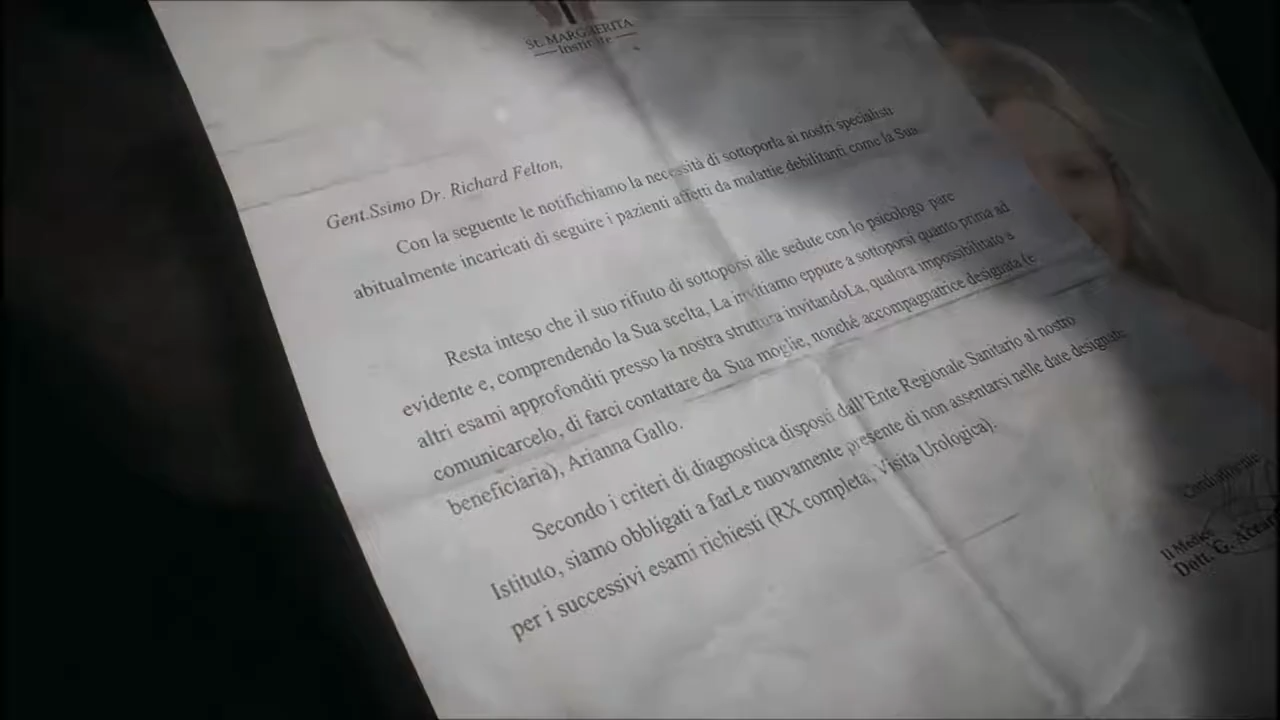 St. MARGHERITA
Institute
Gent.Ssimo Dr. Richard Felton,
Con la seguente le notifichiamo la necessità di sottoporla ai nostri specialisti
abitualmente incaricati di seguire i pazienti affetti da malattie debilitanti come la Sua
Resta inteso che il suo rifiuto di sottoporsi alle sedute con lo psicologo pare
evidente e, comprendendo la Sua scelta, La invitiamo eppure a sottoporsi quanto prima ad
altri esami approfonditi presso la nostra struttura invitandoLa, qualora impossibilitato a
comunicarcelo, di farci contattare da Sua moglie, nonché accompagnatrice designata (e
beneficiaria), Arianna Gallo.
Secondo i criteri di diagnostica disposti dall'Ente Regionale Sanitario al nostro
Istituto, siamo obbligati a farLe nuovamente presente di non assentarsi nelle date designate
per i successivi esami richiesti (RX completa, Visita Urologica).
Cordialmente
Il Medico
Dott. G.